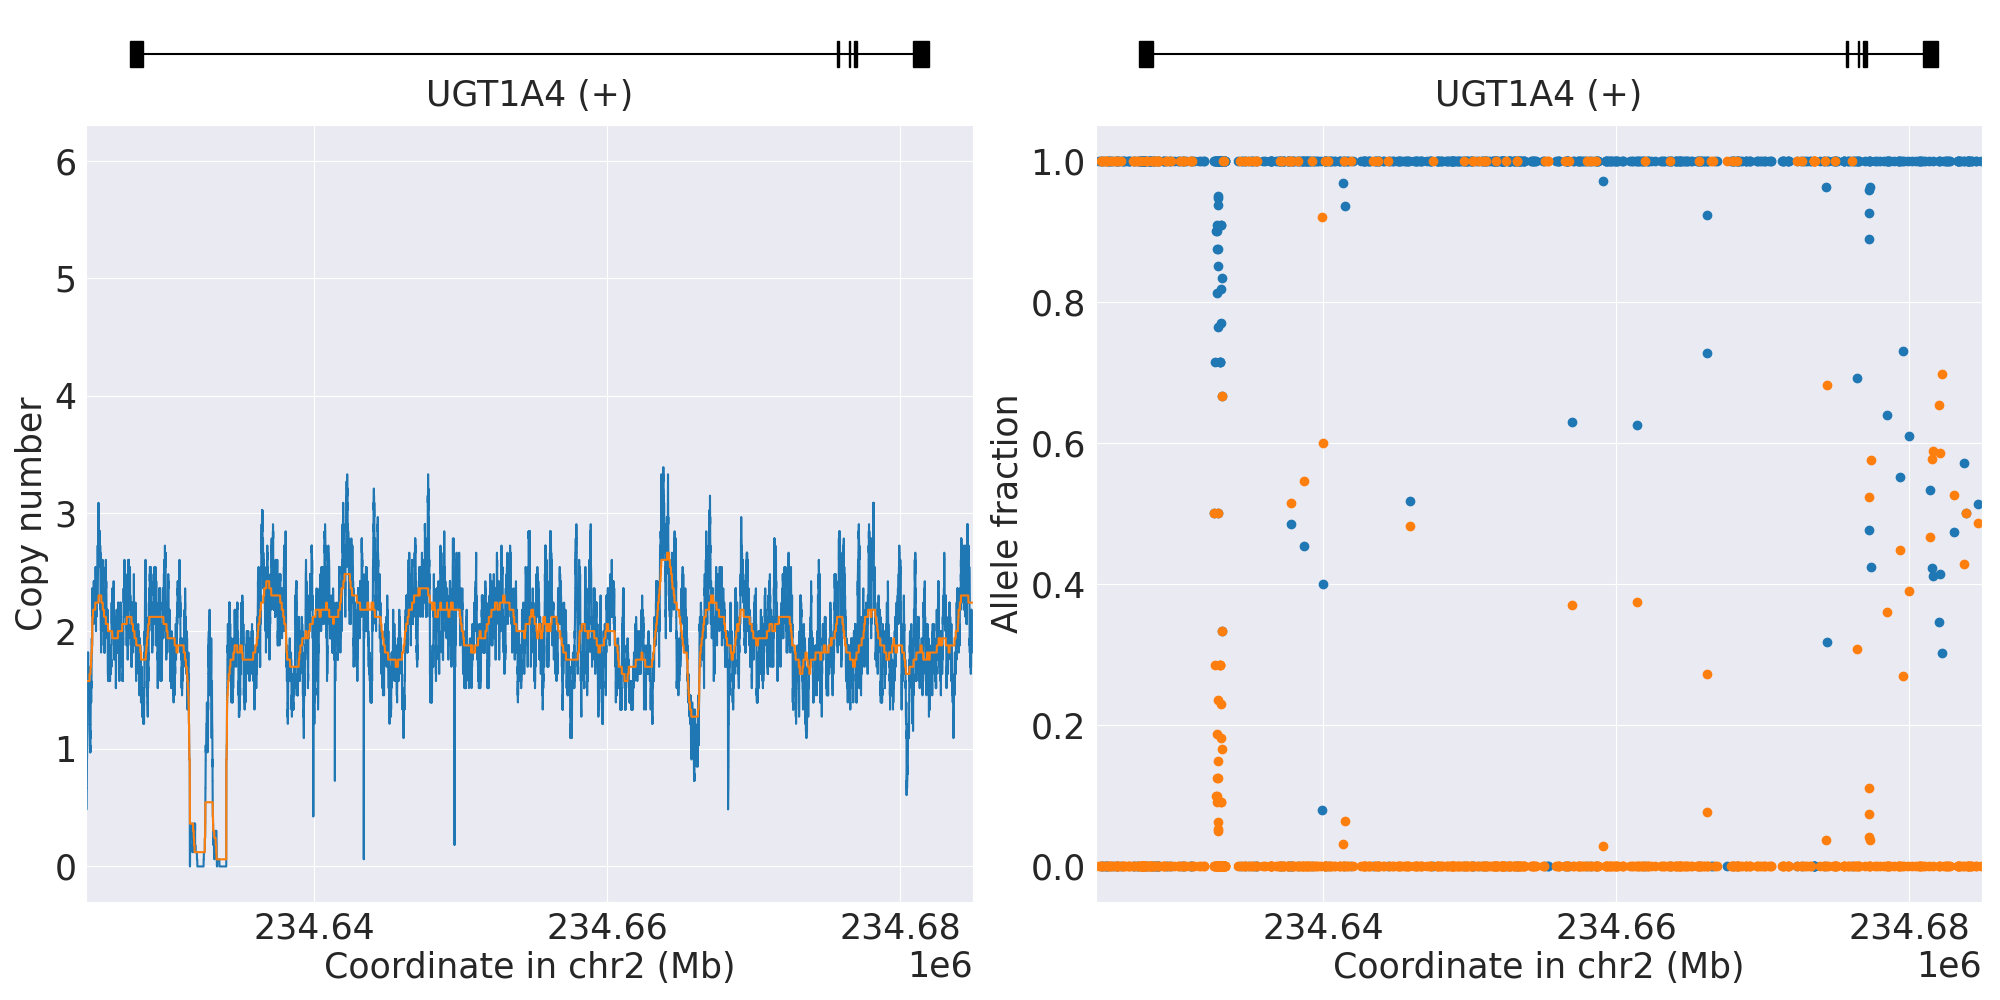 UGT1A4 (+)
6
5
4
3
2
1
0
Copy number
234.64
234.66
234.68
1e6
Coordinate in chr2 (Mb)
UGT1A4 (+)
1.0
0.8
0.6
0.4
0.2
0.0
Allele fraction
234.64
234.66
234.68
1e6
Coordinate in chr2 (Mb)